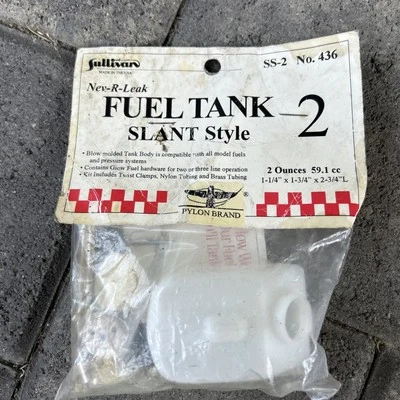 Sullivan
MADE IN THE USA
SS-2 No. 436
Nev-R-Leak
FUEL TANK
SLANT Style
2
• Blow molded Tank Body is compatible with all model fuels
and pressure systems
• Contains Glow Fuel hardware for two or three line operation
• Kit Includes Twist Clamps, Nylon Tubing and Brass Tubing
2 Ounces 59.1 cc
1-1/4" x 1-3/4" x 2-3/4"L
®
PYLON BRAND